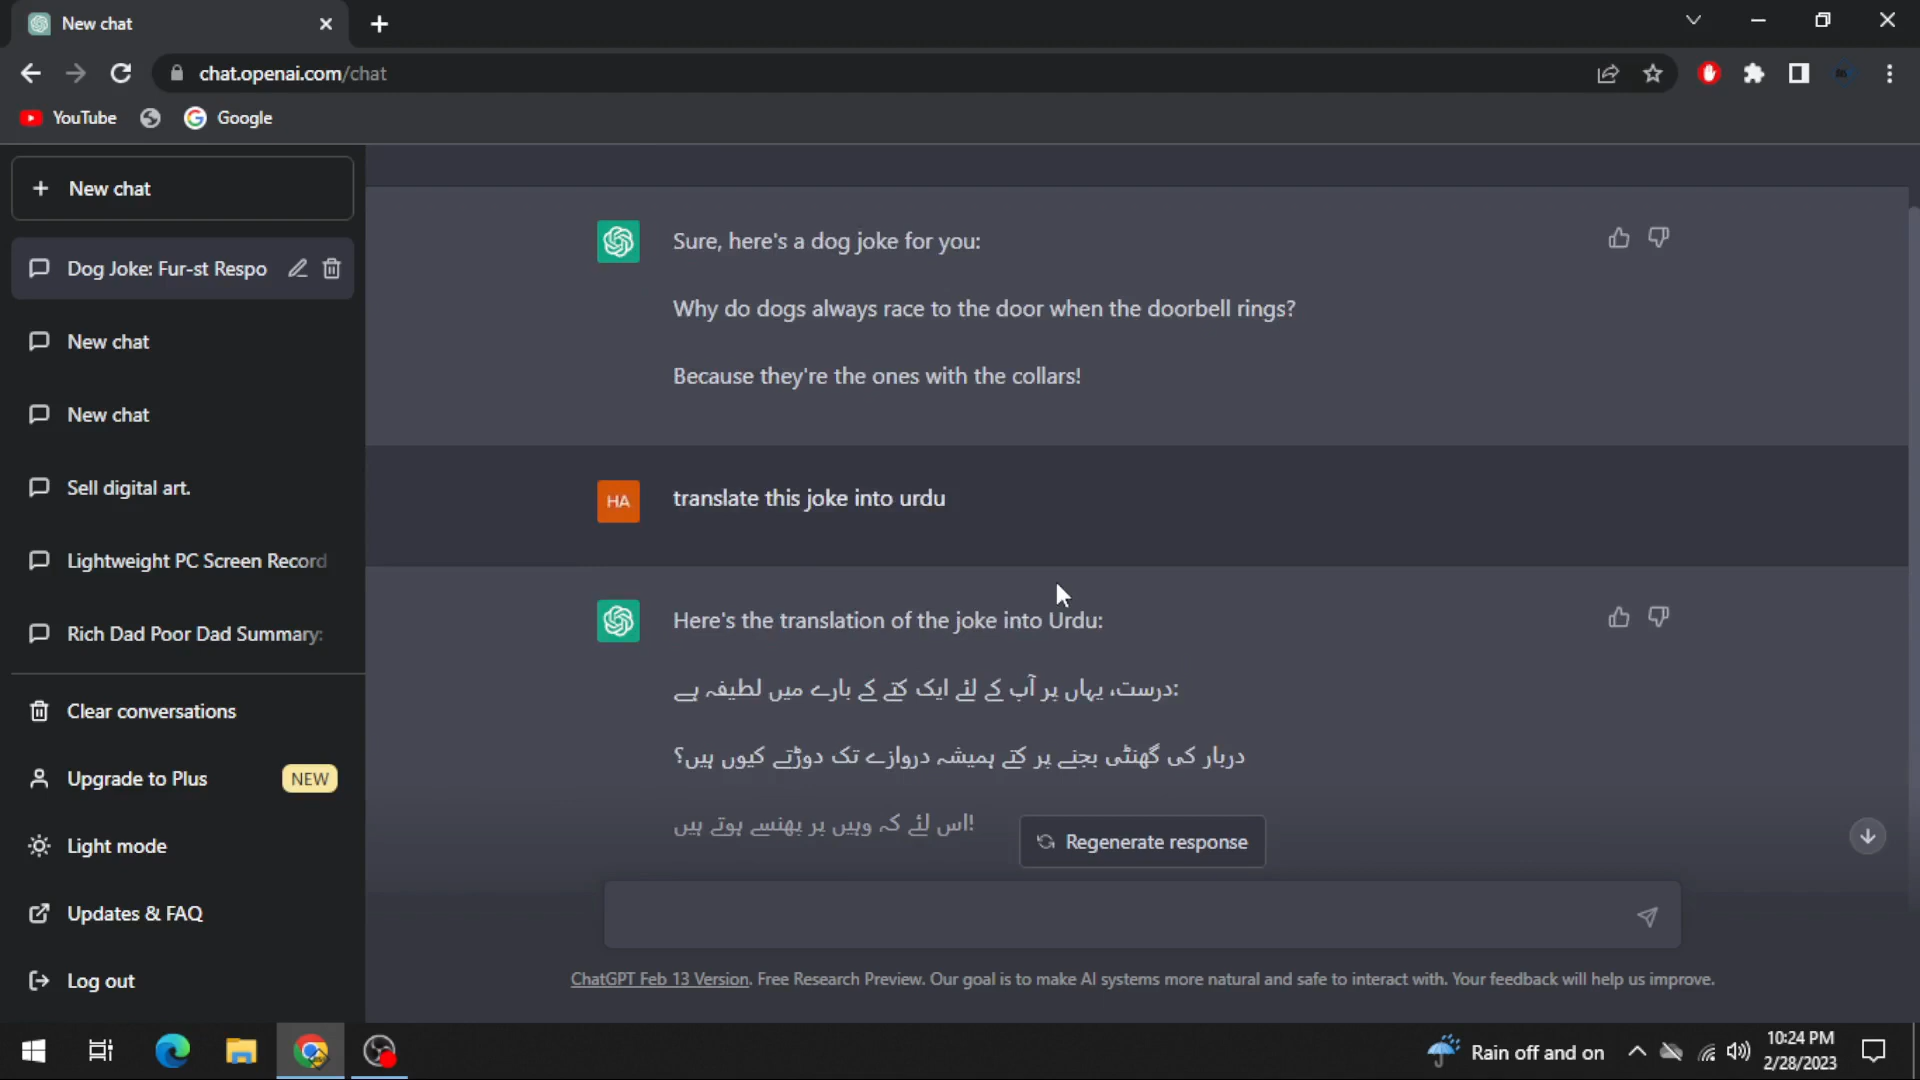 New chat
chat.openai.com/chat
YouTube
Google
New chat
Dog Joke: Fur-st Respo
New chat
New chat
Sell digital art.
Lightweight PC Screen Record
Rich Dad Poor Dad Summary:
Clear conversations
Upgrade to Plus NEW
Light mode
Updates & FAQ
Log out
Sure, here's a dog joke for you:
Why do dogs always race to the door when the doorbell rings?
Because they're the ones with the collars!
HA translate this joke into urdu
Here's the translation of the joke into Urdu:
درست، یہاں پر آپ کے لئے ایک کتے کے بارے میں لطیفہ ہے:
دربار کی گھنٹی بجنے پر کتے ہمیشہ دروازے تک دوڑتے کیوں ہیں؟
اس لئے کہ وہیں پر پھنسے ہوتے ہیں!
Regenerate response
ChatGPT Feb 13 Version. Free Research Preview. Our goal is to make AI systems more natural and safe to interact with. Your feedback will help us improve.
Rain off and on
10:24 PM
2/28/2023